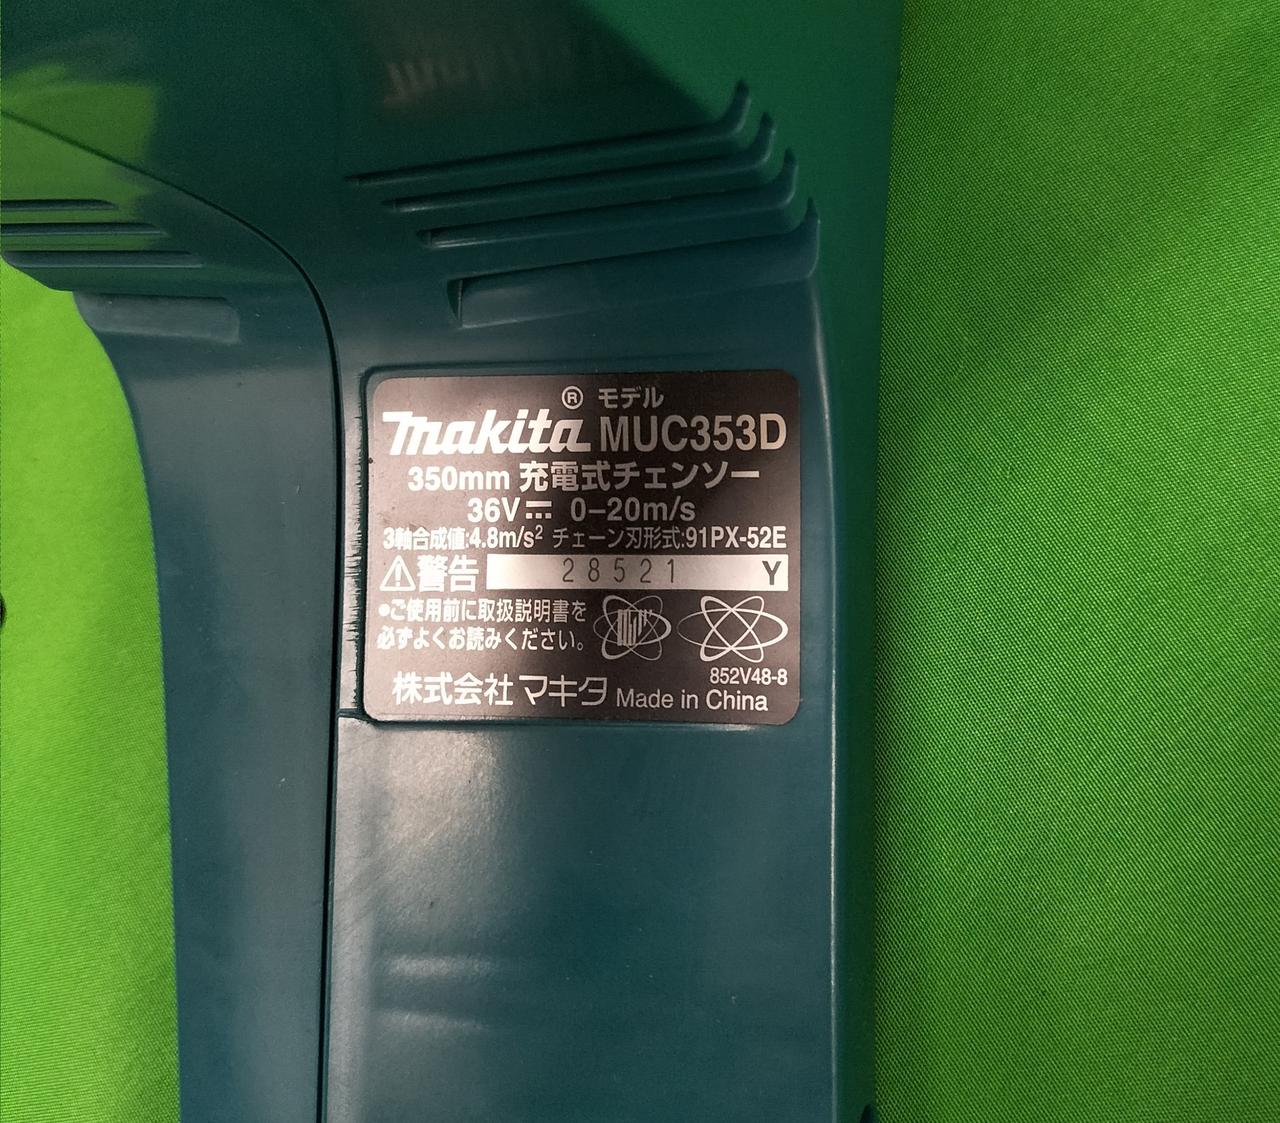 ® モデル
makita MUC353D
350mm 充電式チェンソー
36V⎓ 0–20m/s
3軸合成値:4.8m/s² チェーン刃形式:91PX-52E
⚠警告 28521 Y
●ご使用前に取扱説明書を
必ずよくお読みください。
852V48-8
株式会社マキタ Made in China